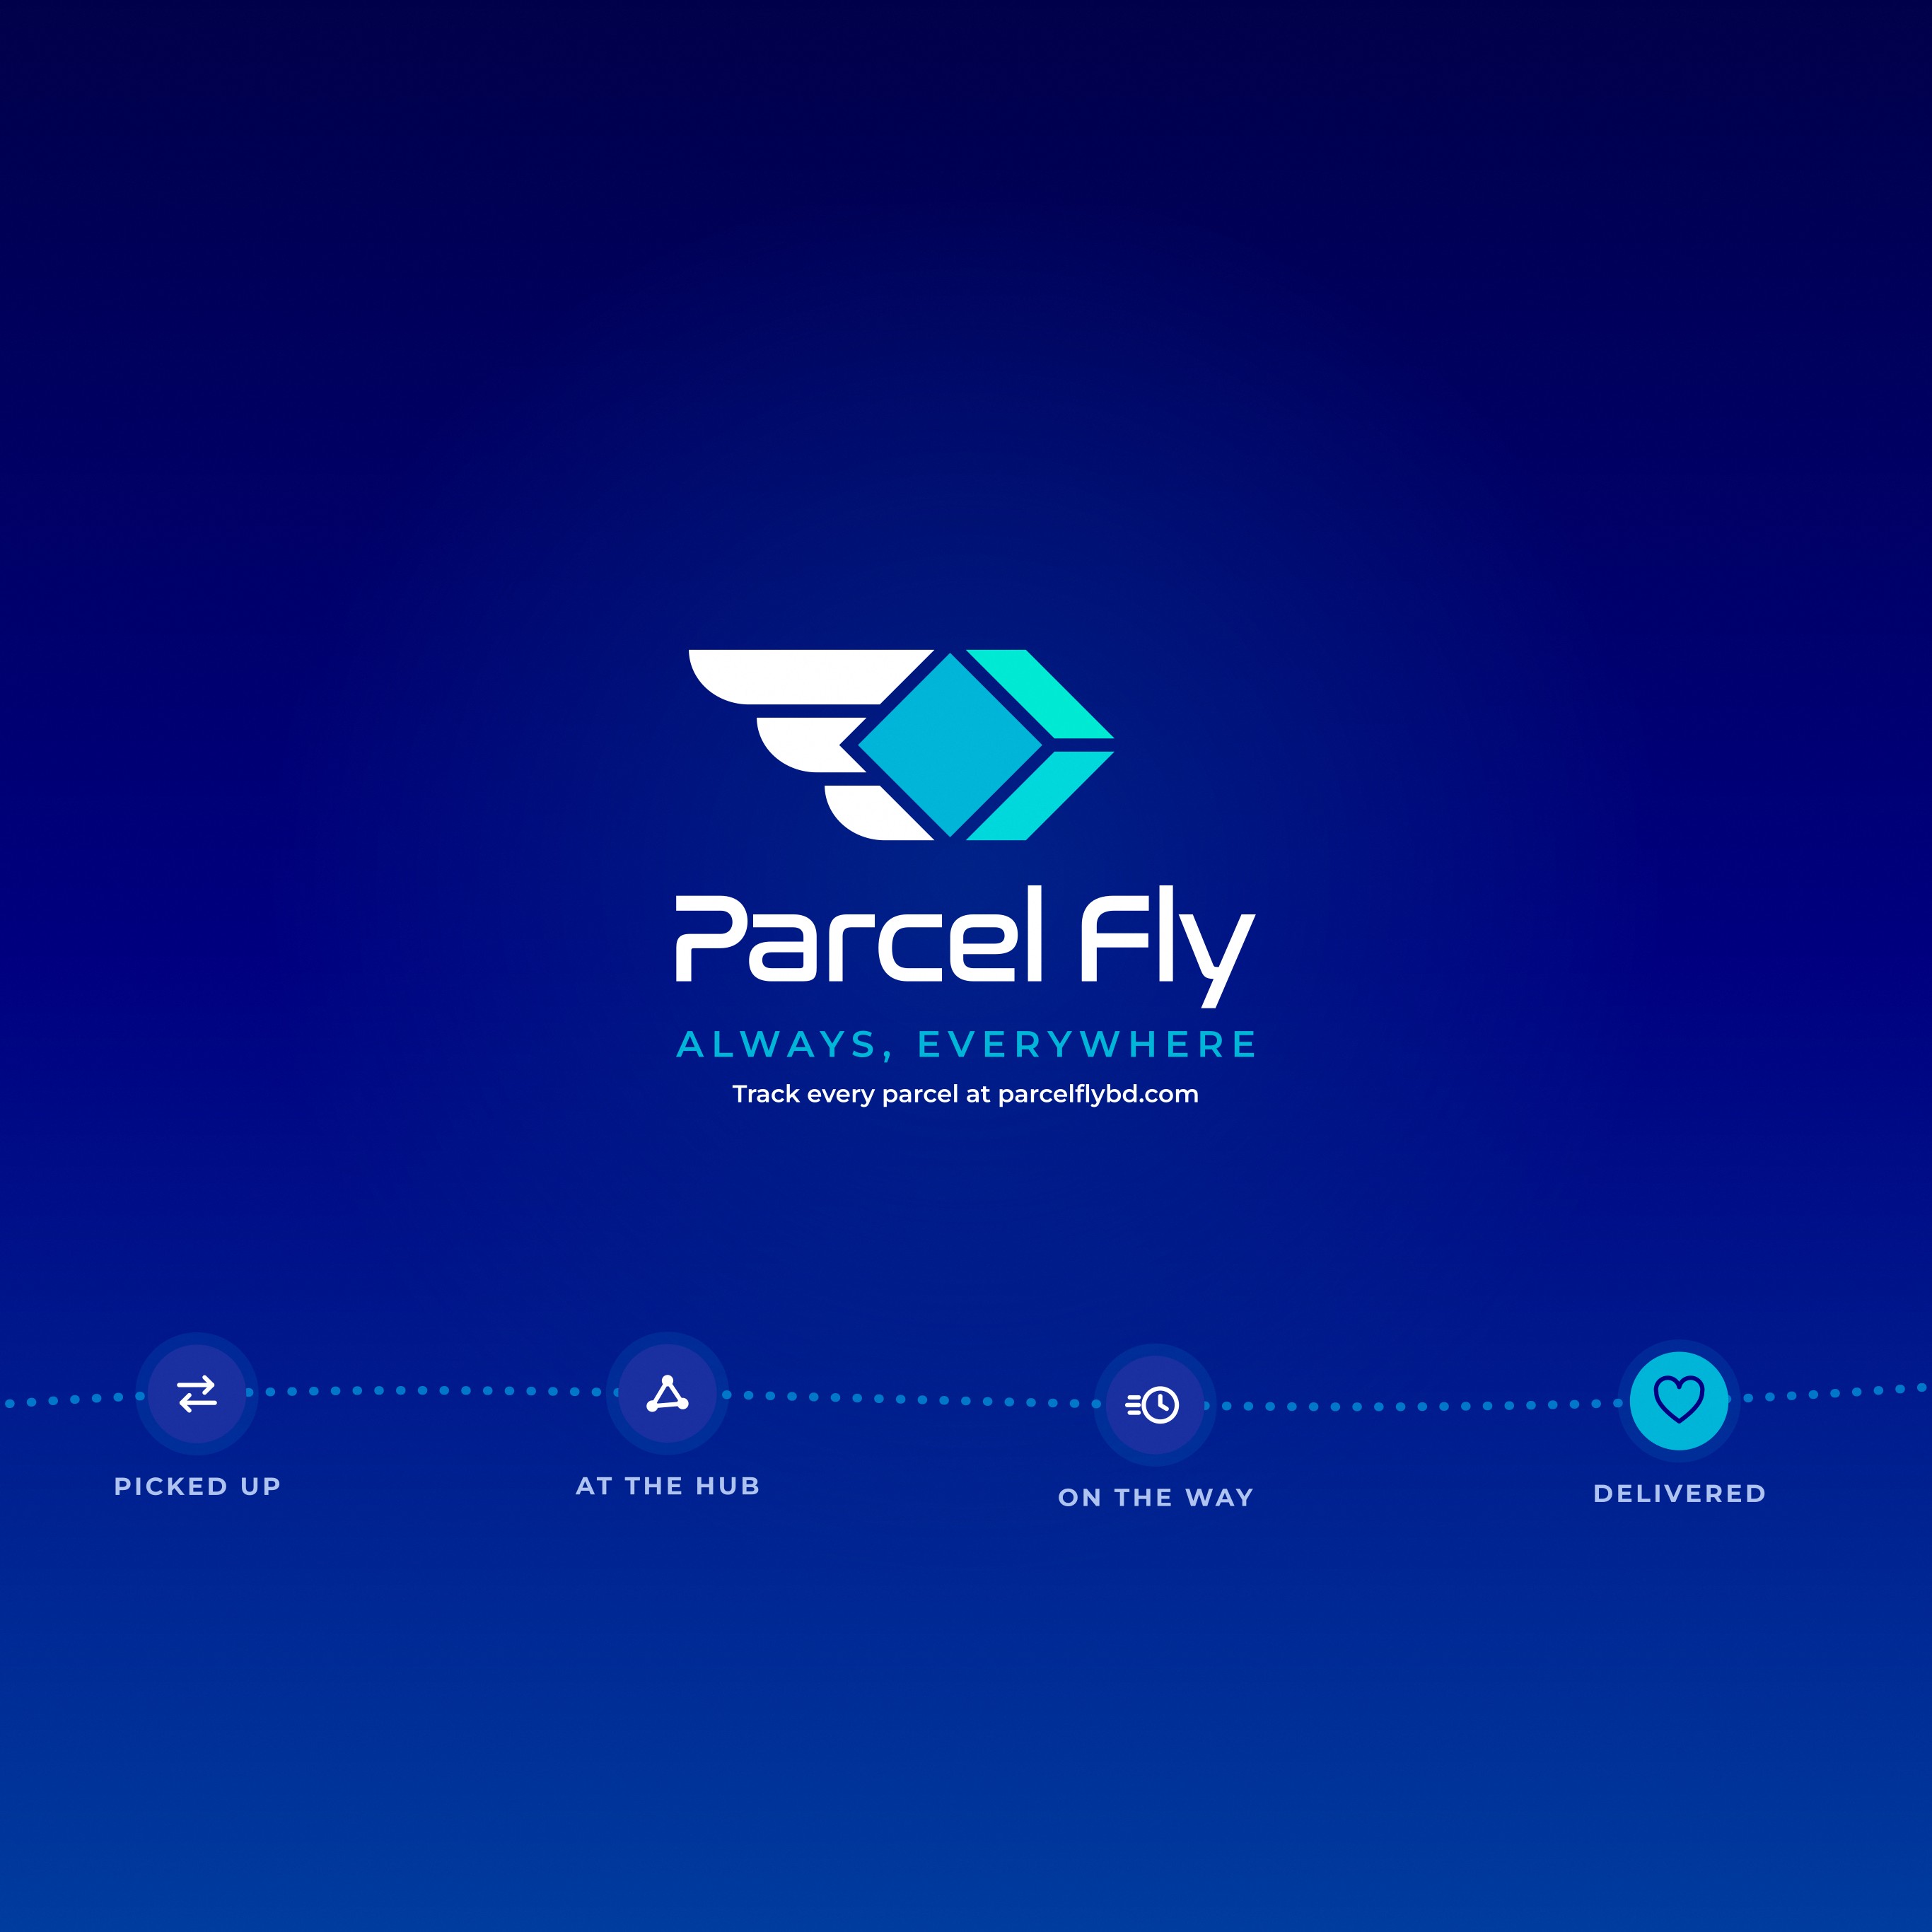 Parcel Fly
ALWAYS, EVERYWHERE
Track every parcel at parcelflybd.com
PICKED UP
AT THE HUB
ON THE WAY
DELIVERED